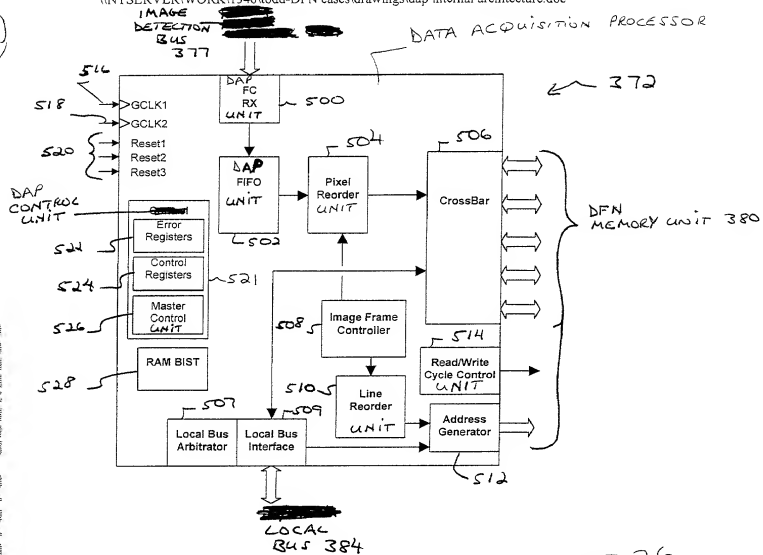 \\NTSERVER\WORK\1348\todd-DFN cases\drawings\dap internal architecture.doc
IMAGE
DETECTION
BUS
377
DATA ACQUISITION PROCESSOR
372
516
518
520
GCLK1
GCLK2
Reset1
Reset2
Reset3
DAP
FC
RX
UNIT
500
DAP
FIFO
UNIT
502
504
Pixel
Reorder
UNIT
506
CrossBar
DFN
MEMORY UNIT 380
DAP
CONTROL
UNIT
522
Error
Registers
524
Control
Registers
521
526
Master
Control
UNIT
528
RAM BIST
508
Image Frame
Controller
514
Read/Write
Cycle Control
UNIT
510
Line
Reorder
UNIT
Address
Generator
512
507
Local Bus
Arbitrator
509
Local Bus
Interface
LOCAL
BUS 384